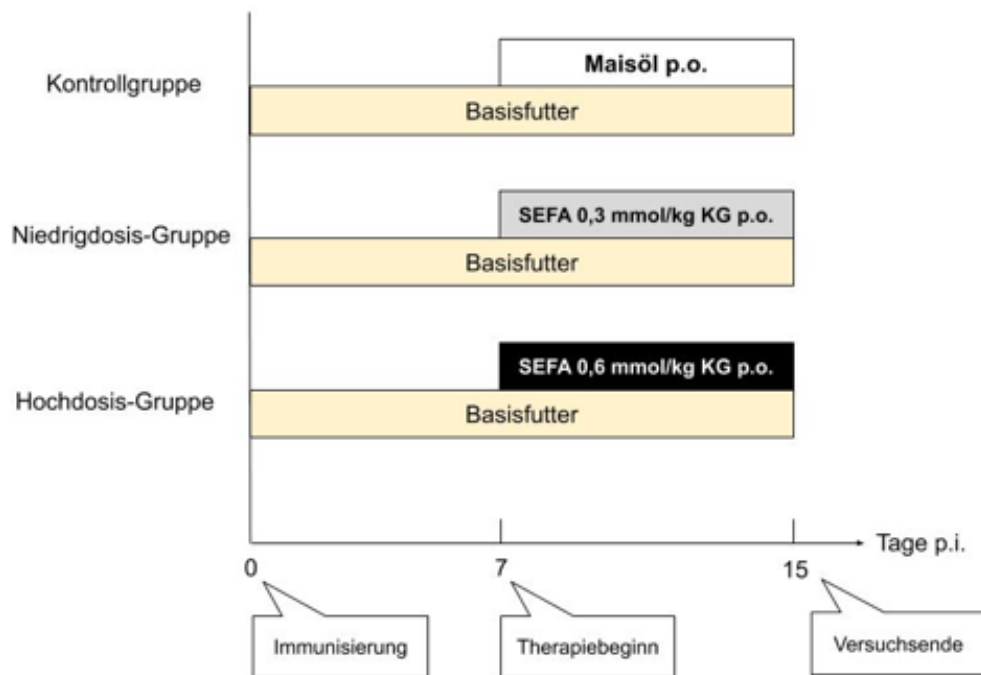 Kontrollgruppe
Maisöl p.o.
Basisfutter
Niedrigdosis-Gruppe
SEFA 0,3 mmol/kg KG p.o.
Basisfutter
Hochdosis-Gruppe
SEFA 0,6 mmol/kg KG p.o.
Basisfutter
Tage p.i.
0
7
15
Immunisierung
Therapiebeginn
Versuchsende